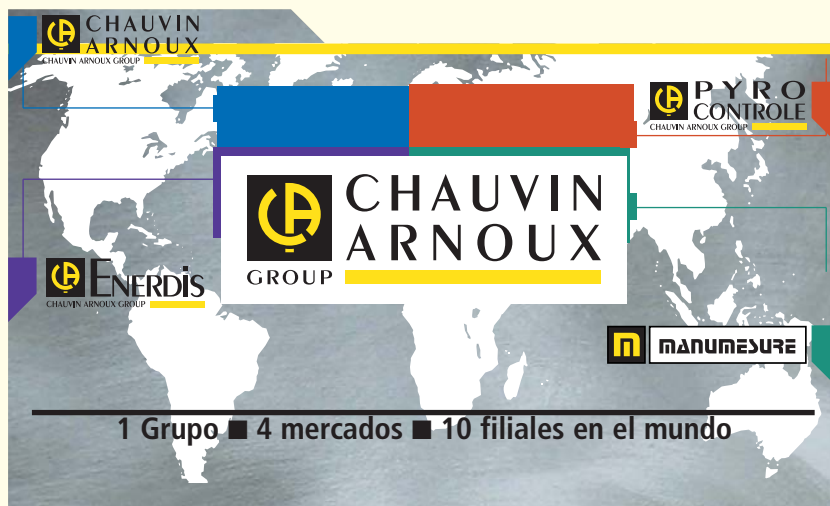 CHAUVIN
ARNOUX
CHAUVIN ARNOUX GROUP
PYRO
CONTROLE
CHAUVIN ARNOUX GROUP
CHAUVIN
ARNOUX
GROUP
ENERDIS
CHAUVIN ARNOUX GROUP
MANUMESURE
1 Grupo ■ 4 mercados ■ 10 filiales en el mundo